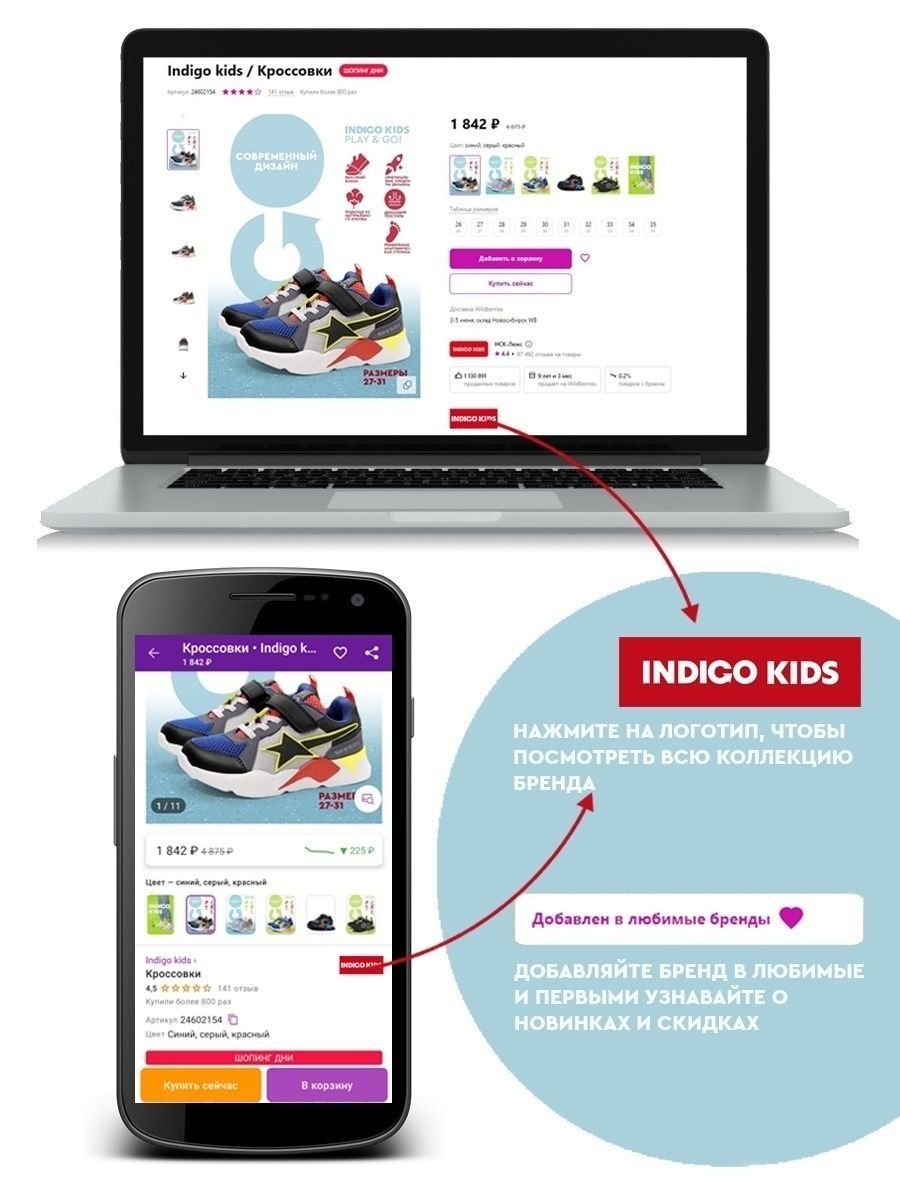 Indigo kids / Кроссовки
ШОПИНГ ДНИ
Артикул 24602154 141 отзыв Купили более 800 раз
СОВРЕМЕННЫЙ
ДИЗАЙН
INDIGO KIDS
PLAY & GO!
РАЗМЕРЫ
27-31
1 842 ₽ 4 875 ₽
Цвет: синий, серый, красный
Таблица размеров
26 27 28 29 30 31 32 33 34 35
Добавить в корзину
Купить сейчас
Доставка Wildberries
3-5 июня, склад Новосибирск WB
INDIGO KIDS
НСК-Люкс
4.4 • 97 492 отзыва на товары
1 130 891
проданных товаров
9 лет и 3 мес
продает на Wildberries
0.2%
товаров с браком
INDIGO KIDS
Кроссовки • Indigo k...
1 842 ₽
РАЗМЕР
27-31
1 / 11
1 842 ₽ 4 875 ₽ ▼ 225 ₽
Цвет — синий, серый, красный
INDIGO KIDS
Indigo kids ›
Кроссовки
4,5 141 отзыв
Купили более 800 раз
Артикул 24602154
Цвет Синий, серый, красный
INDIGO KIDS
ШОПИНГ ДНИ
Купить сейчас
В корзину
INDIGO KIDS
НАЖМИТЕ НА ЛОГОТИП, ЧТОБЫ
ПОСМОТРЕТЬ ВСЮ КОЛЛЕКЦИЮ
БРЕНДА
Добавлен в любимые бренды
ДОБАВЛЯЙТЕ БРЕНД В ЛЮБИМЫЕ
И ПЕРВЫМИ УЗНАВАЙТЕ О
НОВИНКАХ И СКИДКАХ